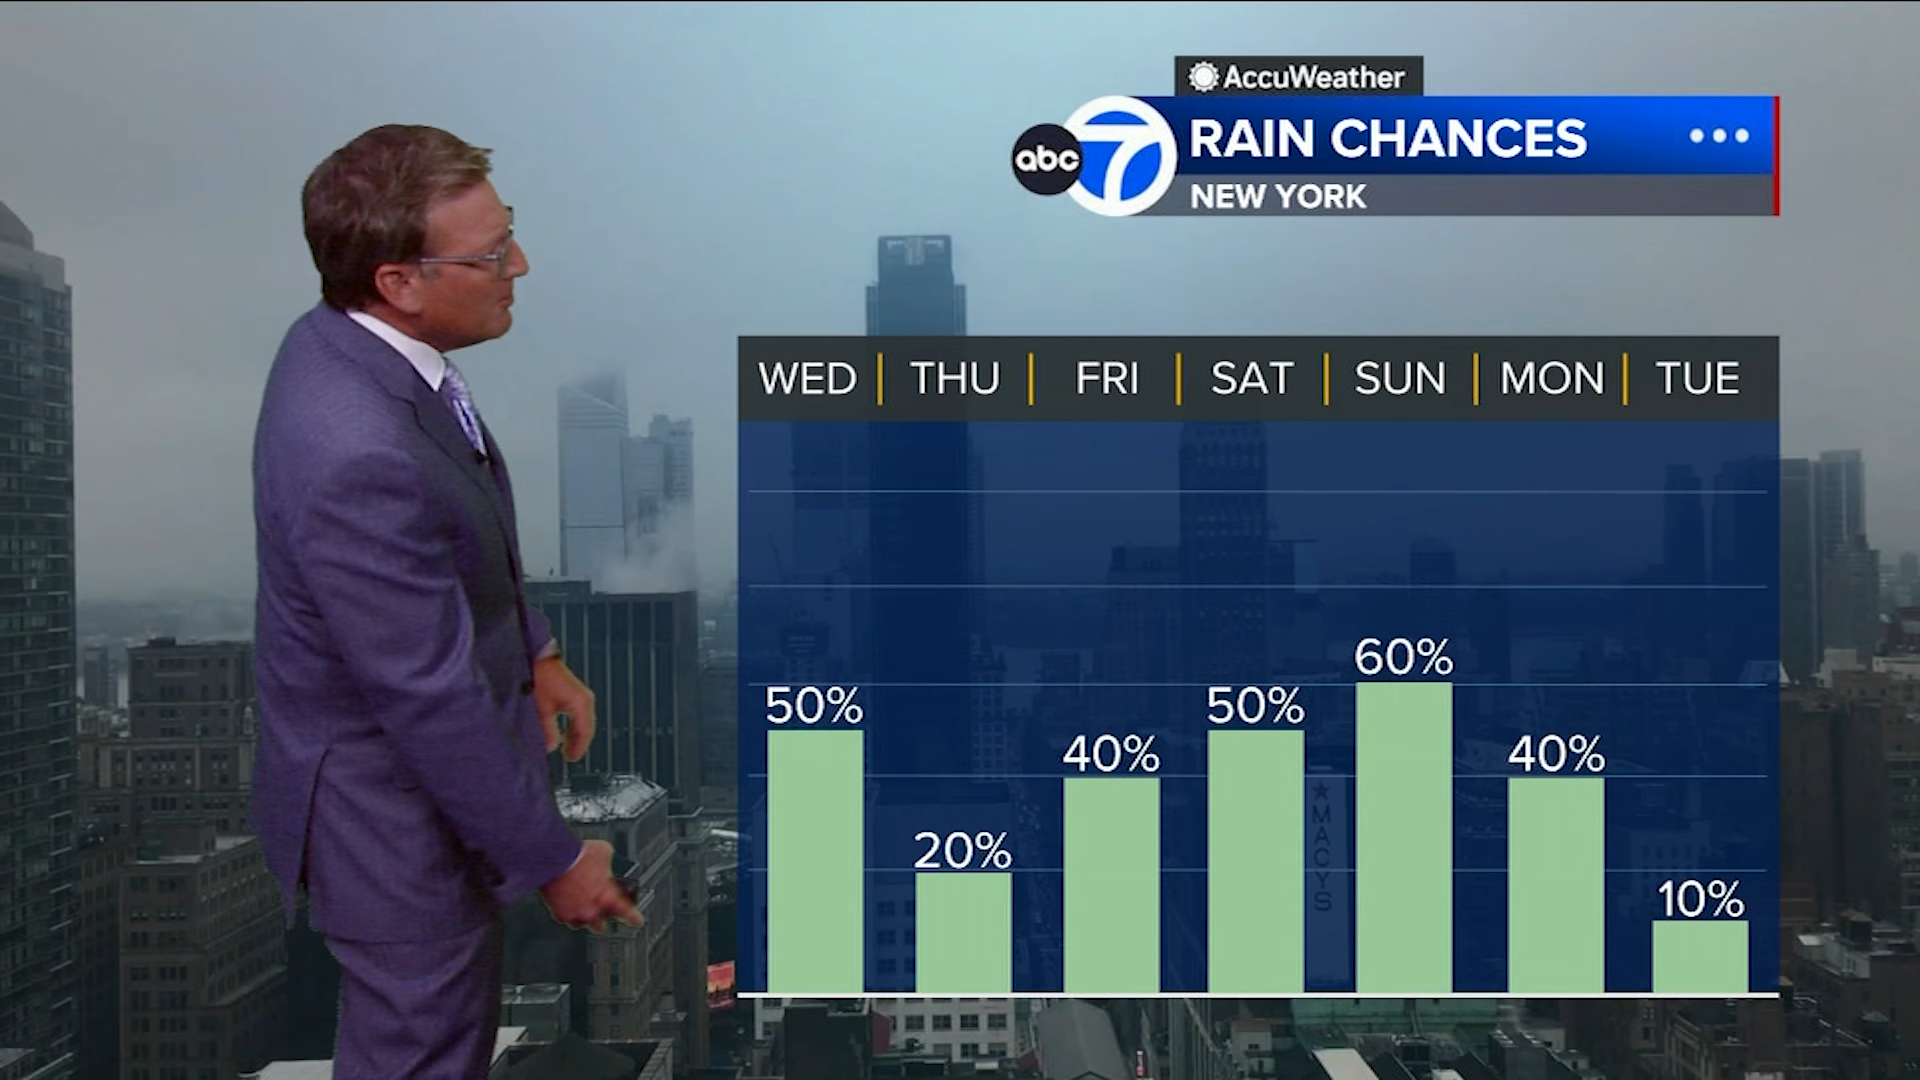 AccuWeather
abc 7 RAIN CHANCES
NEW YORK
WED THU FRI SAT SUN MON TUE
50% 20% 40% 50% 60% 40% 10%
★MACYS